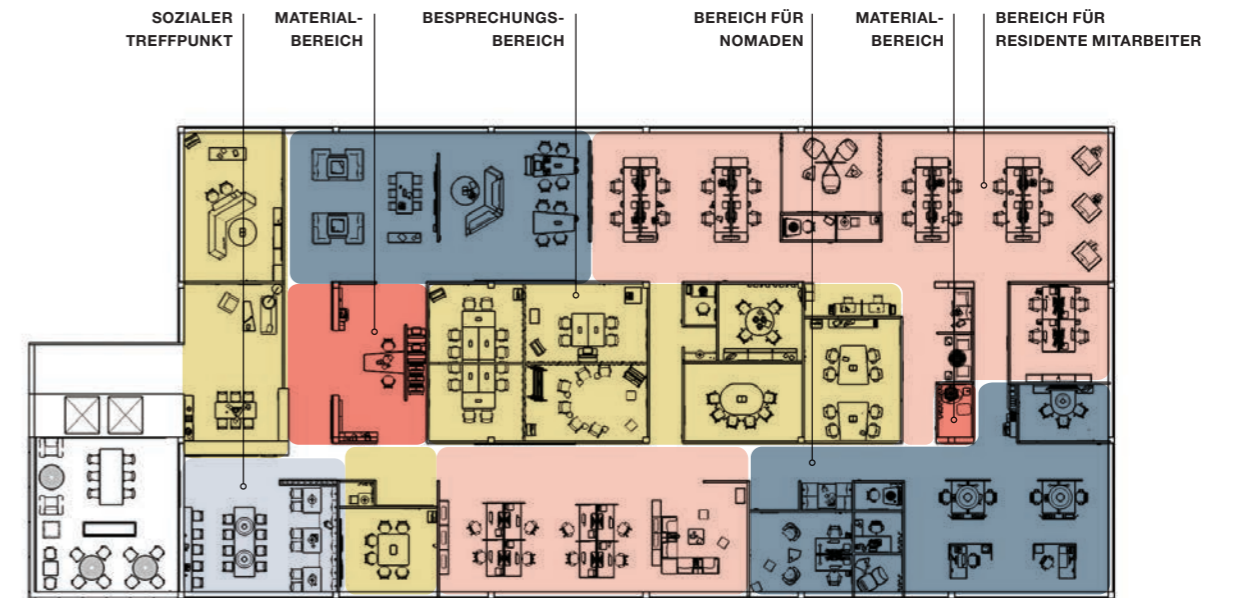 SOZIALER
TREFFPUNKT
MATERIAL-
BEREICH
BESPRECHUNGS-
BEREICH
BEREICH FÜR
NOMADEN
MATERIAL-
BEREICH
BEREICH FÜR
RESIDENTE MITARBEITER